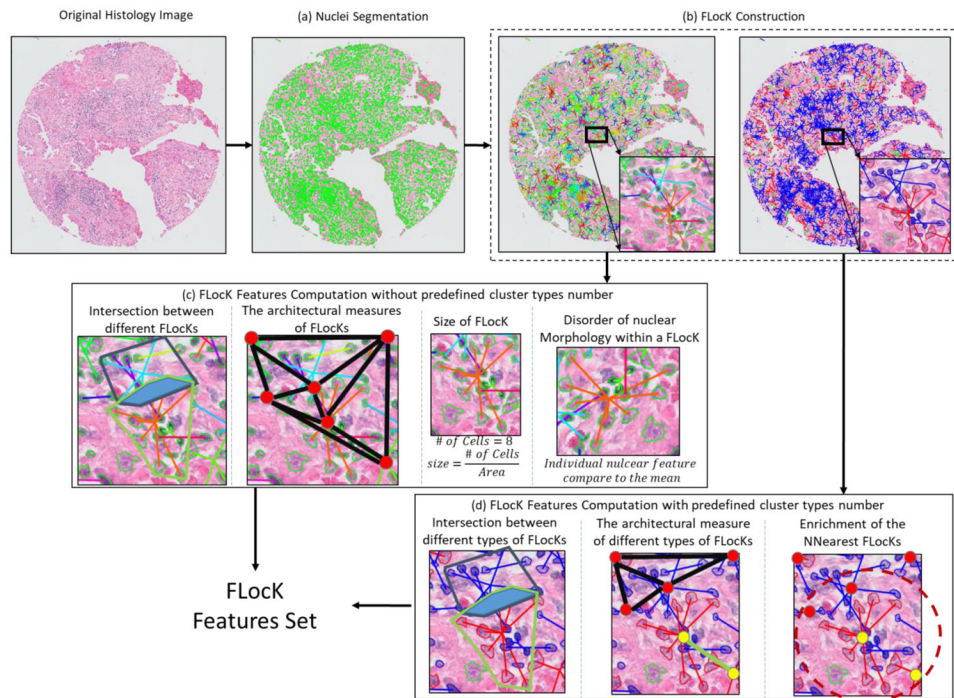 Original Histology Image
(a) Nuclei Segmentation
(b) FLocK Construction
(c) FLocK Features Computation without predefined cluster types number
Intersection between
different FLocKs
The architectural measures
of FLocKs
Size of FLocK
# of Cells = 8
size = # of Cells / Area
Disorder of nuclear
Morphology within a FLocK
Individual nulcear feature
compare to the mean
(d) FLocK Features Computation with predefined cluster types number
Intersection between
different types of FLocKs
The architectural measure
of different types of FLocKs
Enrichment of the
NNearest FLocKs
FLocK
Features Set